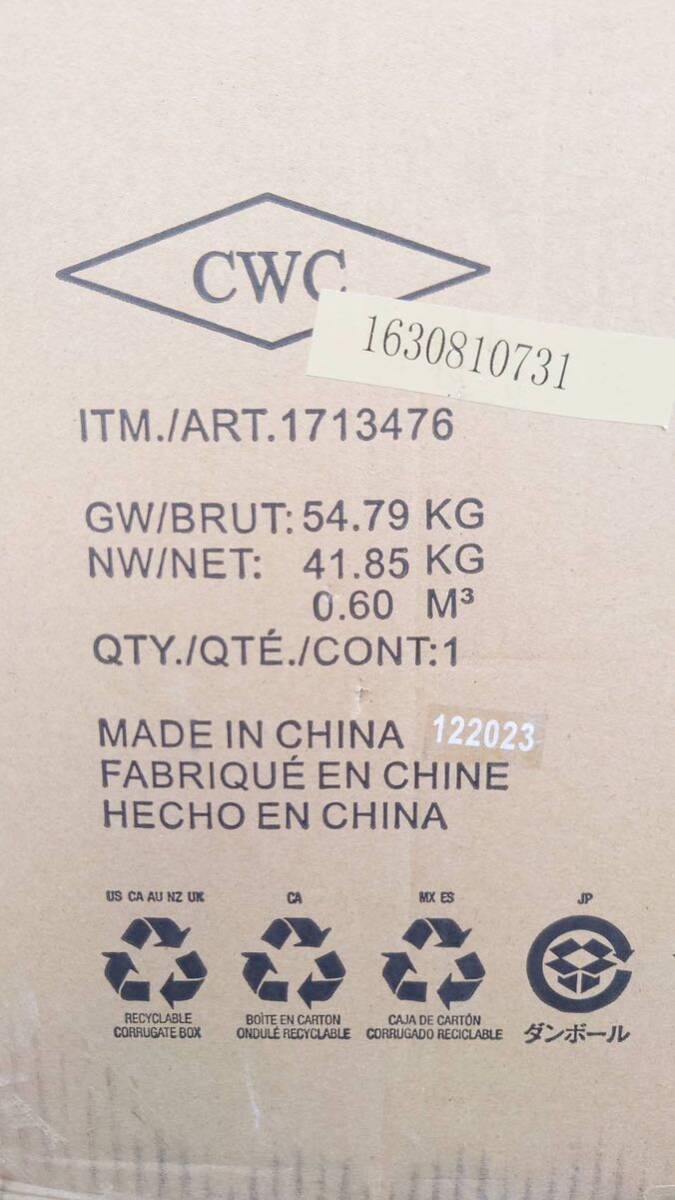 CWC
1630810731
ITM./ART.1713476
GW/BRUT: 54.79 KG
NW/NET: 41.85 KG
0.60 M³
QTY./QTÉ./CONT:1
MADE IN CHINA 122023
FABRIQUÉ EN CHINE
HECHO EN CHINA
US CA AU NZ UK
RECYCLABLE
CORRUGATE BOX
CA
BOÎTE EN CARTON
ONDULÉ RECYCLABLE
MX ES
CAJA DE CARTÓN
CORRUGADO RECICLABLE
JP
ダンボール